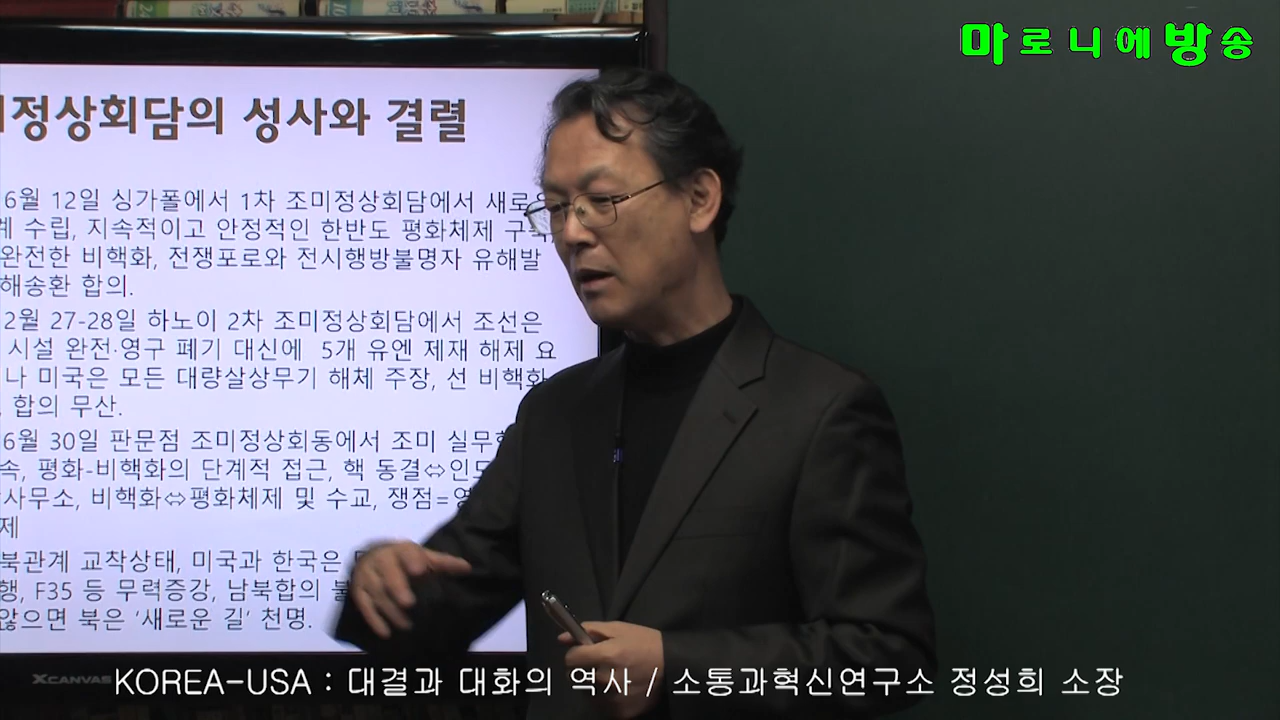 마로니에방송
정상회담의 성사와 결렬
6월 12일 싱가폴에서 1차 조미정상회담에서
수립, 지속적이고 안정적인 한반도 평화체제
완전한 비핵화, 전쟁포로와 전시행방불명자 유해발
해송환 합의.
2월 27-28일 하노이 2차 조미정상회담에서 조선은
시설 완전·영구 폐기 대신에 5개 유엔 제재 해제 요
나 미국은 모든 대량살상무기 해체 주장, 선 비핵화
합의 무산.
6월 30일 판문점 조미정상회동에서 조미
속, 평화-비핵화의 단계적 접근, 핵 동결⇔인도
사무소, 비핵화⇔평화체제 및 수교, 쟁점=
제
북관계 교착상태, 미국과 한국은
행, F35 등 무력증강, 남북합의
않으면 북은 '새로운 길' 천명.
XCANVAS
KOREA-USA : 대결과 대화의 역사 / 소통과혁신연구소 정성희 소장